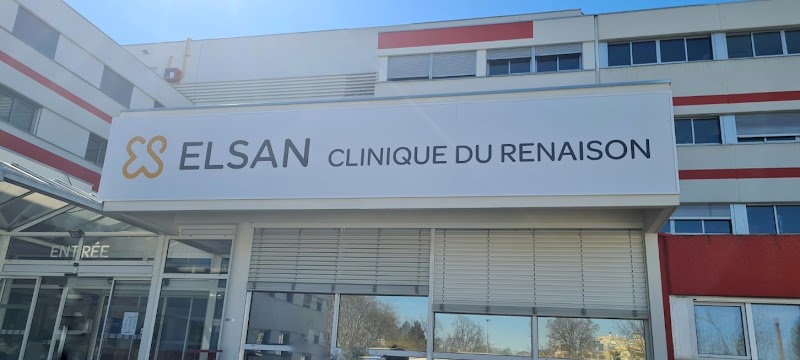 ELSAN CLINIQUE DU RENAISON
ENTRÉE